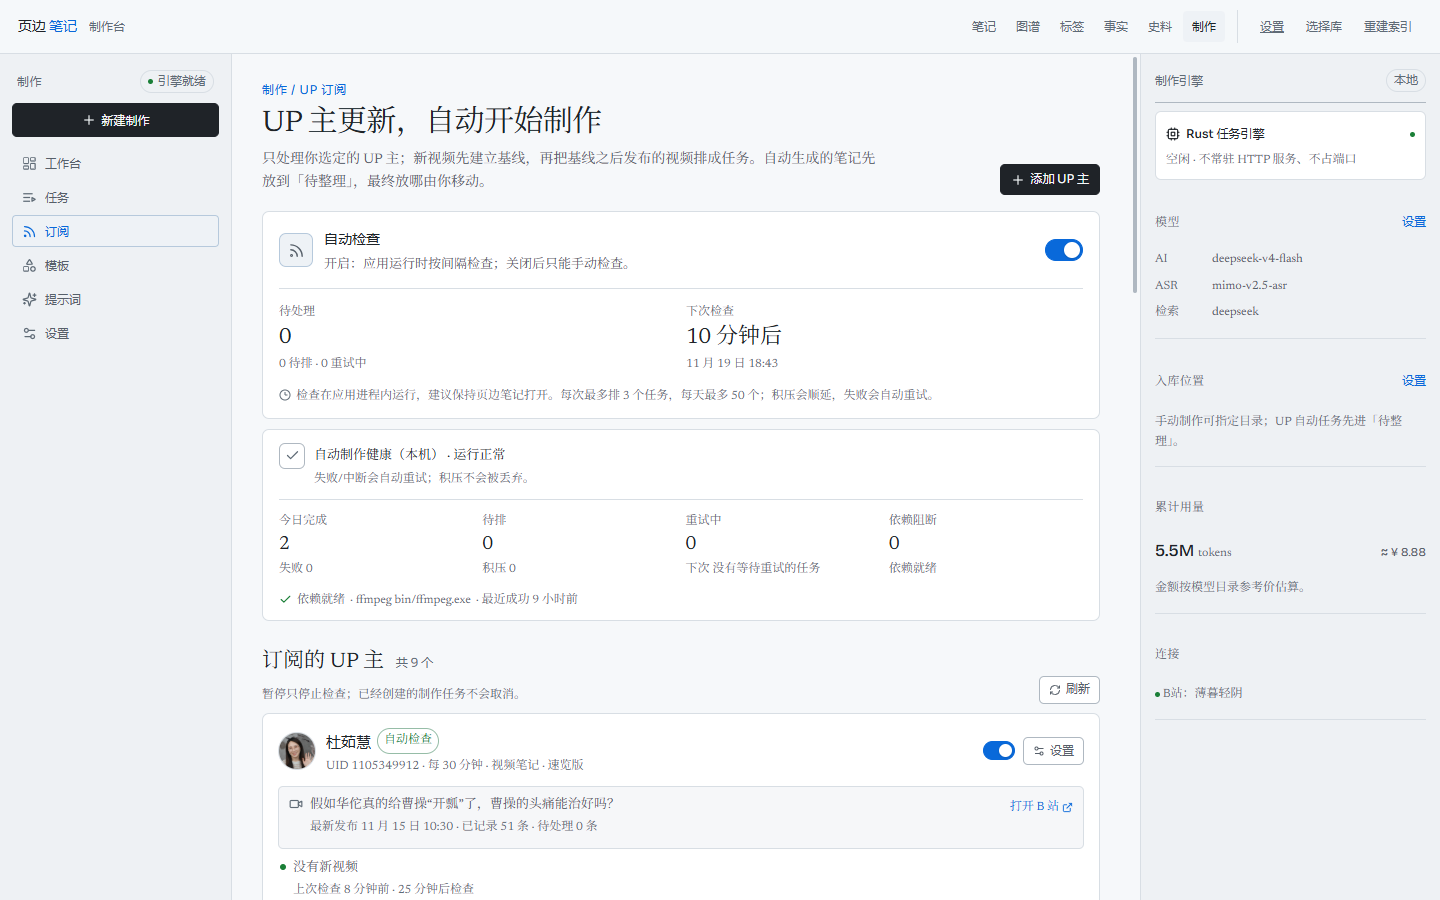 页边 笔记 制作台
笔记 图谱 标签 事实 史料 制作 设置 选择库 重建索引
制作
引擎就绪
新建制作
工作台
任务
订阅
模板
提示词
设置
制作 / UP 订阅
UP 主更新，自动开始制作
只处理你选定的 UP 主；新视频先建立基线，再把基线之后发布的视频排成任务。自动生成的笔记先
放到「待整理」，最终放哪由你移动。
添加 UP 主
自动检查
开启：应用运行时按间隔检查；关闭后只能手动检查。
待处理
0
0 待排 · 0 重试中
下次检查
10 分钟后
11 月 19 日 18:43
检查在应用进程内运行，建议保持页边笔记打开。每次最多排 3 个任务，每天最多 50 个；积压会顺延，失败会自动重试。
自动制作健康（本机） · 运行正常
失败/中断会自动重试；积压不会被丢弃。
今日完成
2
失败 0
待排
0
积压 0
重试中
0
下次 没有等待重试的任务
依赖阻断
0
依赖就绪
依赖就绪 · ffmpeg bin/ffmpeg.exe · 最近成功 9 小时前
订阅的 UP 主 共 9 个
暂停只停止检查；已经创建的制作任务不会取消。
刷新
杜茹慧 自动检查
UID 1105349912 · 每 30 分钟 · 视频笔记 · 速览版
设置
假如华佗真的给曹操“开瓢”了，曹操的头痛能治好吗？
最新发布 11 月 15 日 10:30 · 已记录 51 条 · 待处理 0 条
打开 B 站
没有新视频
上次检查 8 分钟前 · 25 分钟后检查
制作引擎
本地
Rust 任务引擎
空闲 · 不常驻 HTTP 服务、不占端口
模型 设置
AI deepseek-v4-flash
ASR mimo-v2.5-asr
检索 deepseek
入库位置 设置
手动制作可指定目录；UP 自动任务先进「待整
理」。
累计用量
5.5M tokens ≈ ¥ 8.88
金额按模型目录参考价估算。
连接
B站：薄暮轻阴